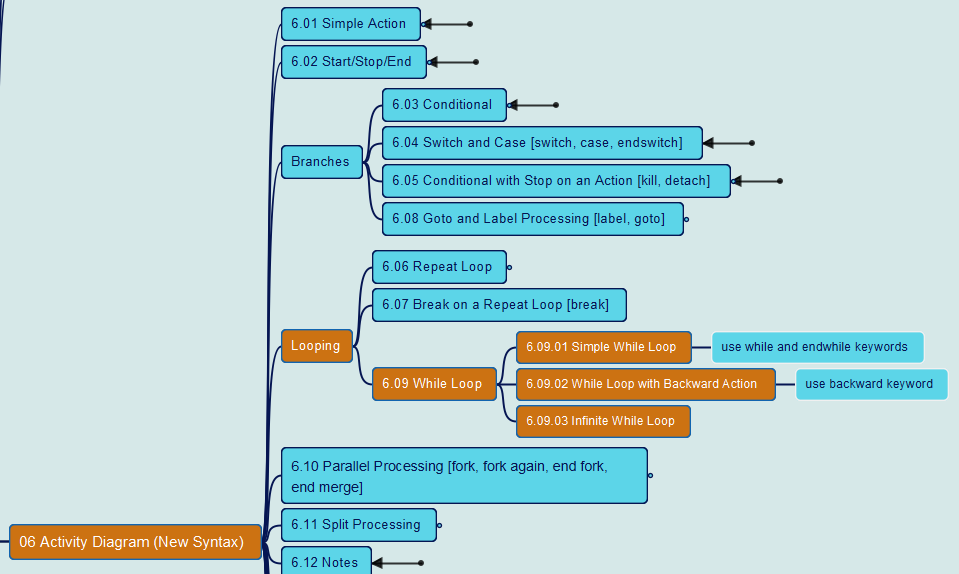 6.01 Simple Action
6.02 Start/Stop/End
Branches
6.03 Conditional
6.04 Switch and Case [switch, case, endswitch]
6.05 Conditional with Stop on an Action [kill, detach]
6.08 Goto and Label Processing [label, goto]
Looping
6.06 Repeat Loop
6.07 Break on a Repeat Loop [break]
6.09 While Loop
6.09.01 Simple While Loop
use while and endwhile keywords
6.09.02 While Loop with Backward Action
use backward keyword
6.09.03 Infinite While Loop
6.10 Parallel Processing [fork, fork again, end fork,
end merge]
6.11 Split Processing
06 Activity Diagram (New Syntax)
6.12 Notes